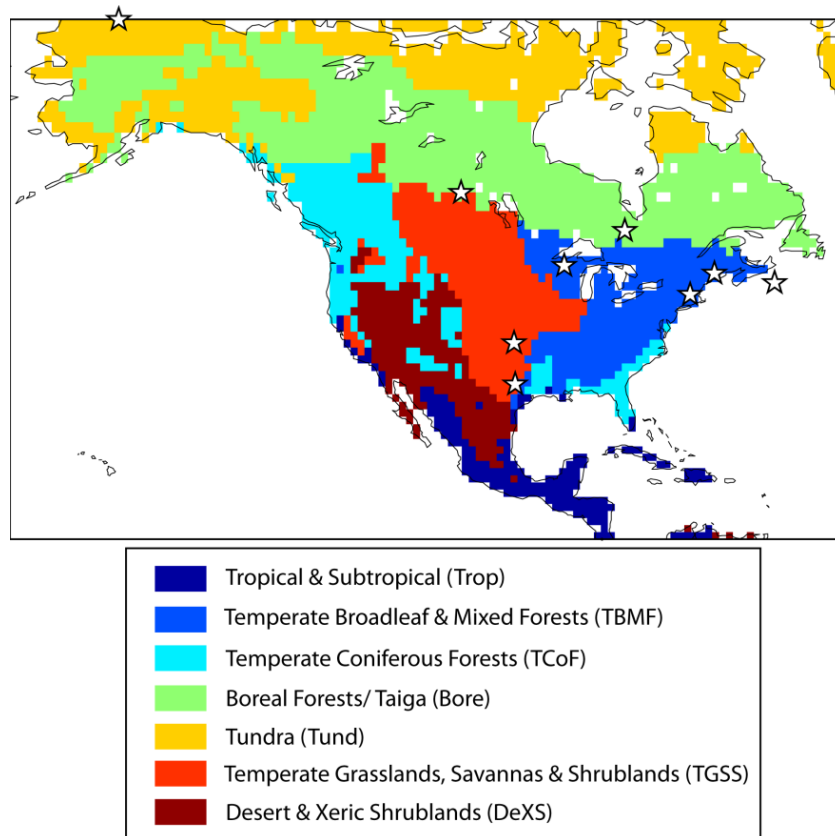 Tropical & Subtropical (Trop)
Temperate Broadleaf & Mixed Forests (TBMF)
Temperate Coniferous Forests (TCoF)
Boreal Forests/ Taiga (Bore)
Tundra (Tund)
Temperate Grasslands, Savannas & Shrublands (TGSS)
Desert & Xeric Shrublands (DeXS)